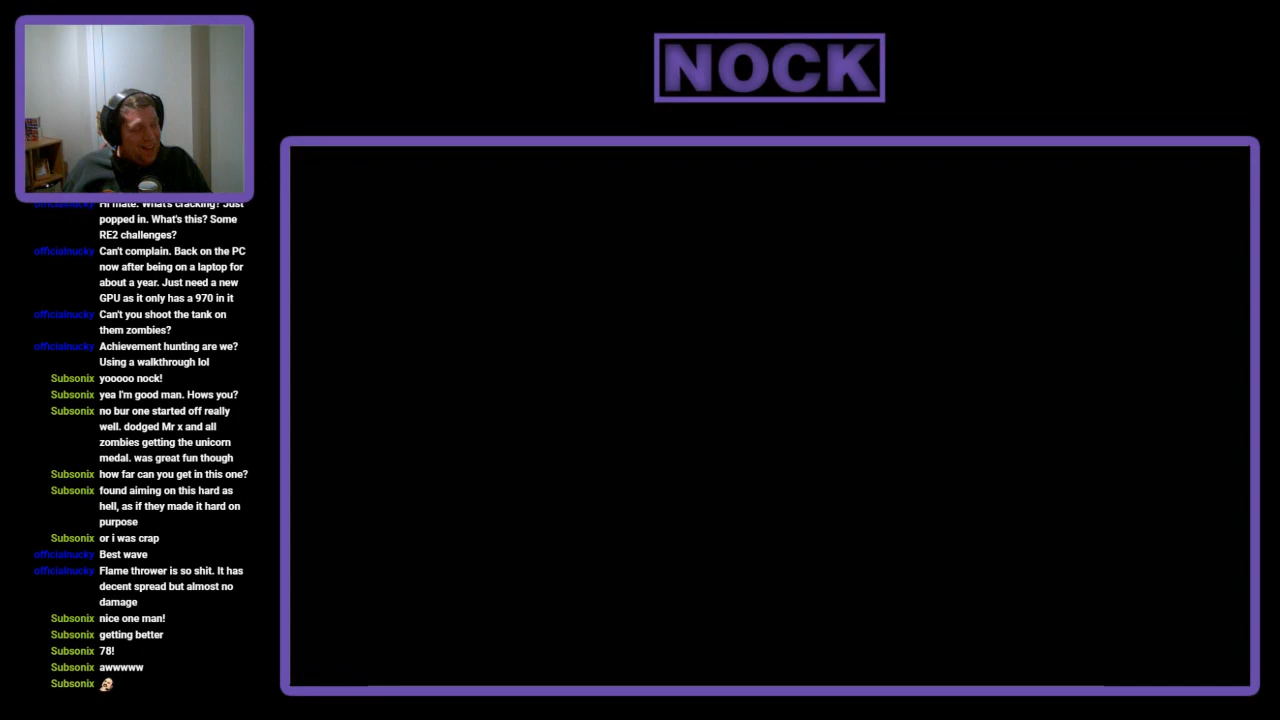 NOCK
officialnucky Hi mate. What's cracking? Just
popped in. What's this? Some
RE2 challenges?
officialnucky Can't complain. Back on the PC
now after being on a laptop for
about a year. Just need a new
GPU as it only has a 970 in it
officialnucky Can't you shoot the tank on
them zombies?
officialnucky Achievement hunting are we?
Using a walkthrough lol
Subsonix yooooo nock!
Subsonix yea I'm good man. Hows you?
Subsonix no bur one started off really
well. dodged Mr x and all
zombies getting the unicorn
medal. was great fun though
Subsonix how far can you get in this one?
Subsonix found aiming on this hard as
hell, as if they made it hard on
purpose
Subsonix or i was crap
officialnucky Best wave
officialnucky Flame thrower is so shit. It has
decent spread but almost no
damage
Subsonix nice one man!
Subsonix getting better
Subsonix 78!
Subsonix awwwww
Subsonix